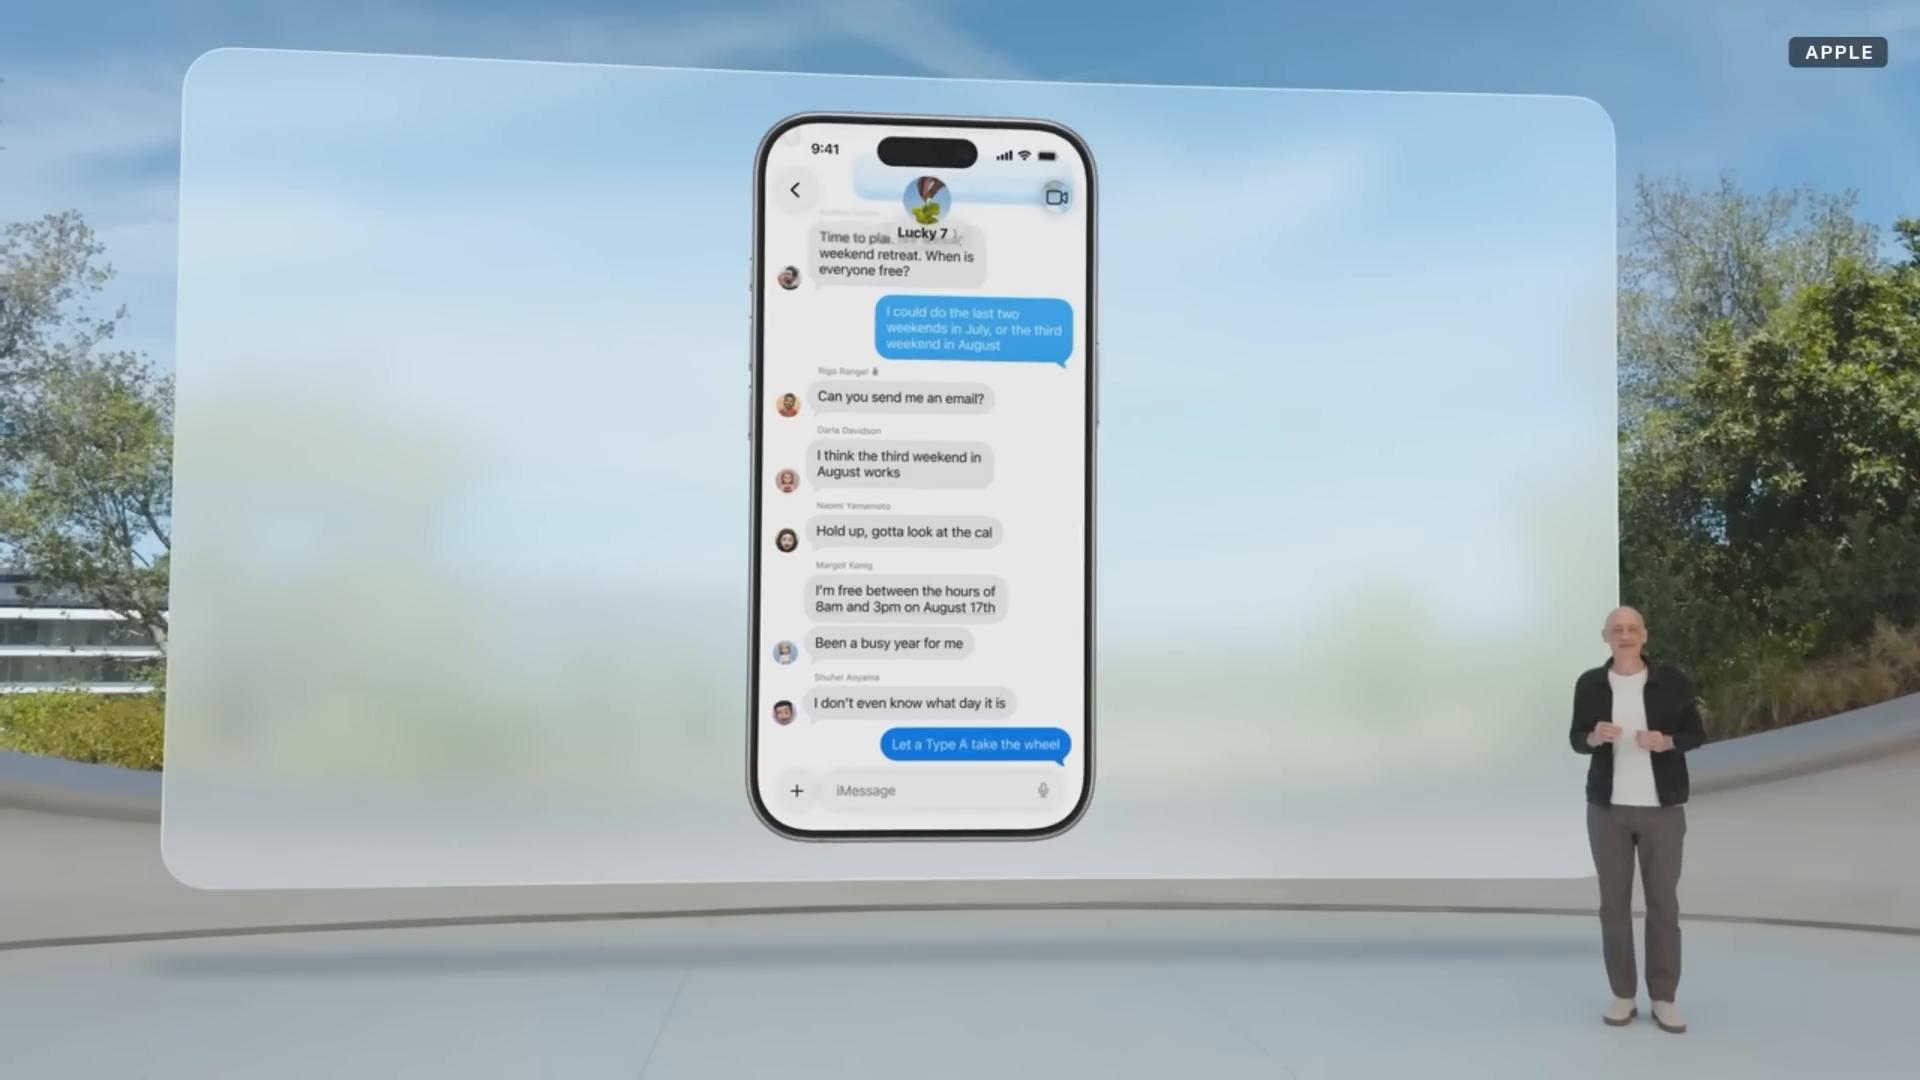 APPLE
9:41
Lucky 7
Time to
weekend retreat. When is
everyone free?
I could do the last two
weekends in July, or the third
weekend in August
Rigo Rangel
Can you send me an email?
Darla Davidson
I think the third weekend in
August works
Naomi Yamamoto
Hold up, gotta look at the cal
Margot Konig
I'm free between the hours of
8am and 3pm on August 17th
Been a busy year for me
Shuhei Aoyama
I don't even know what day it is
Let a Type A take the wheel
iMessage